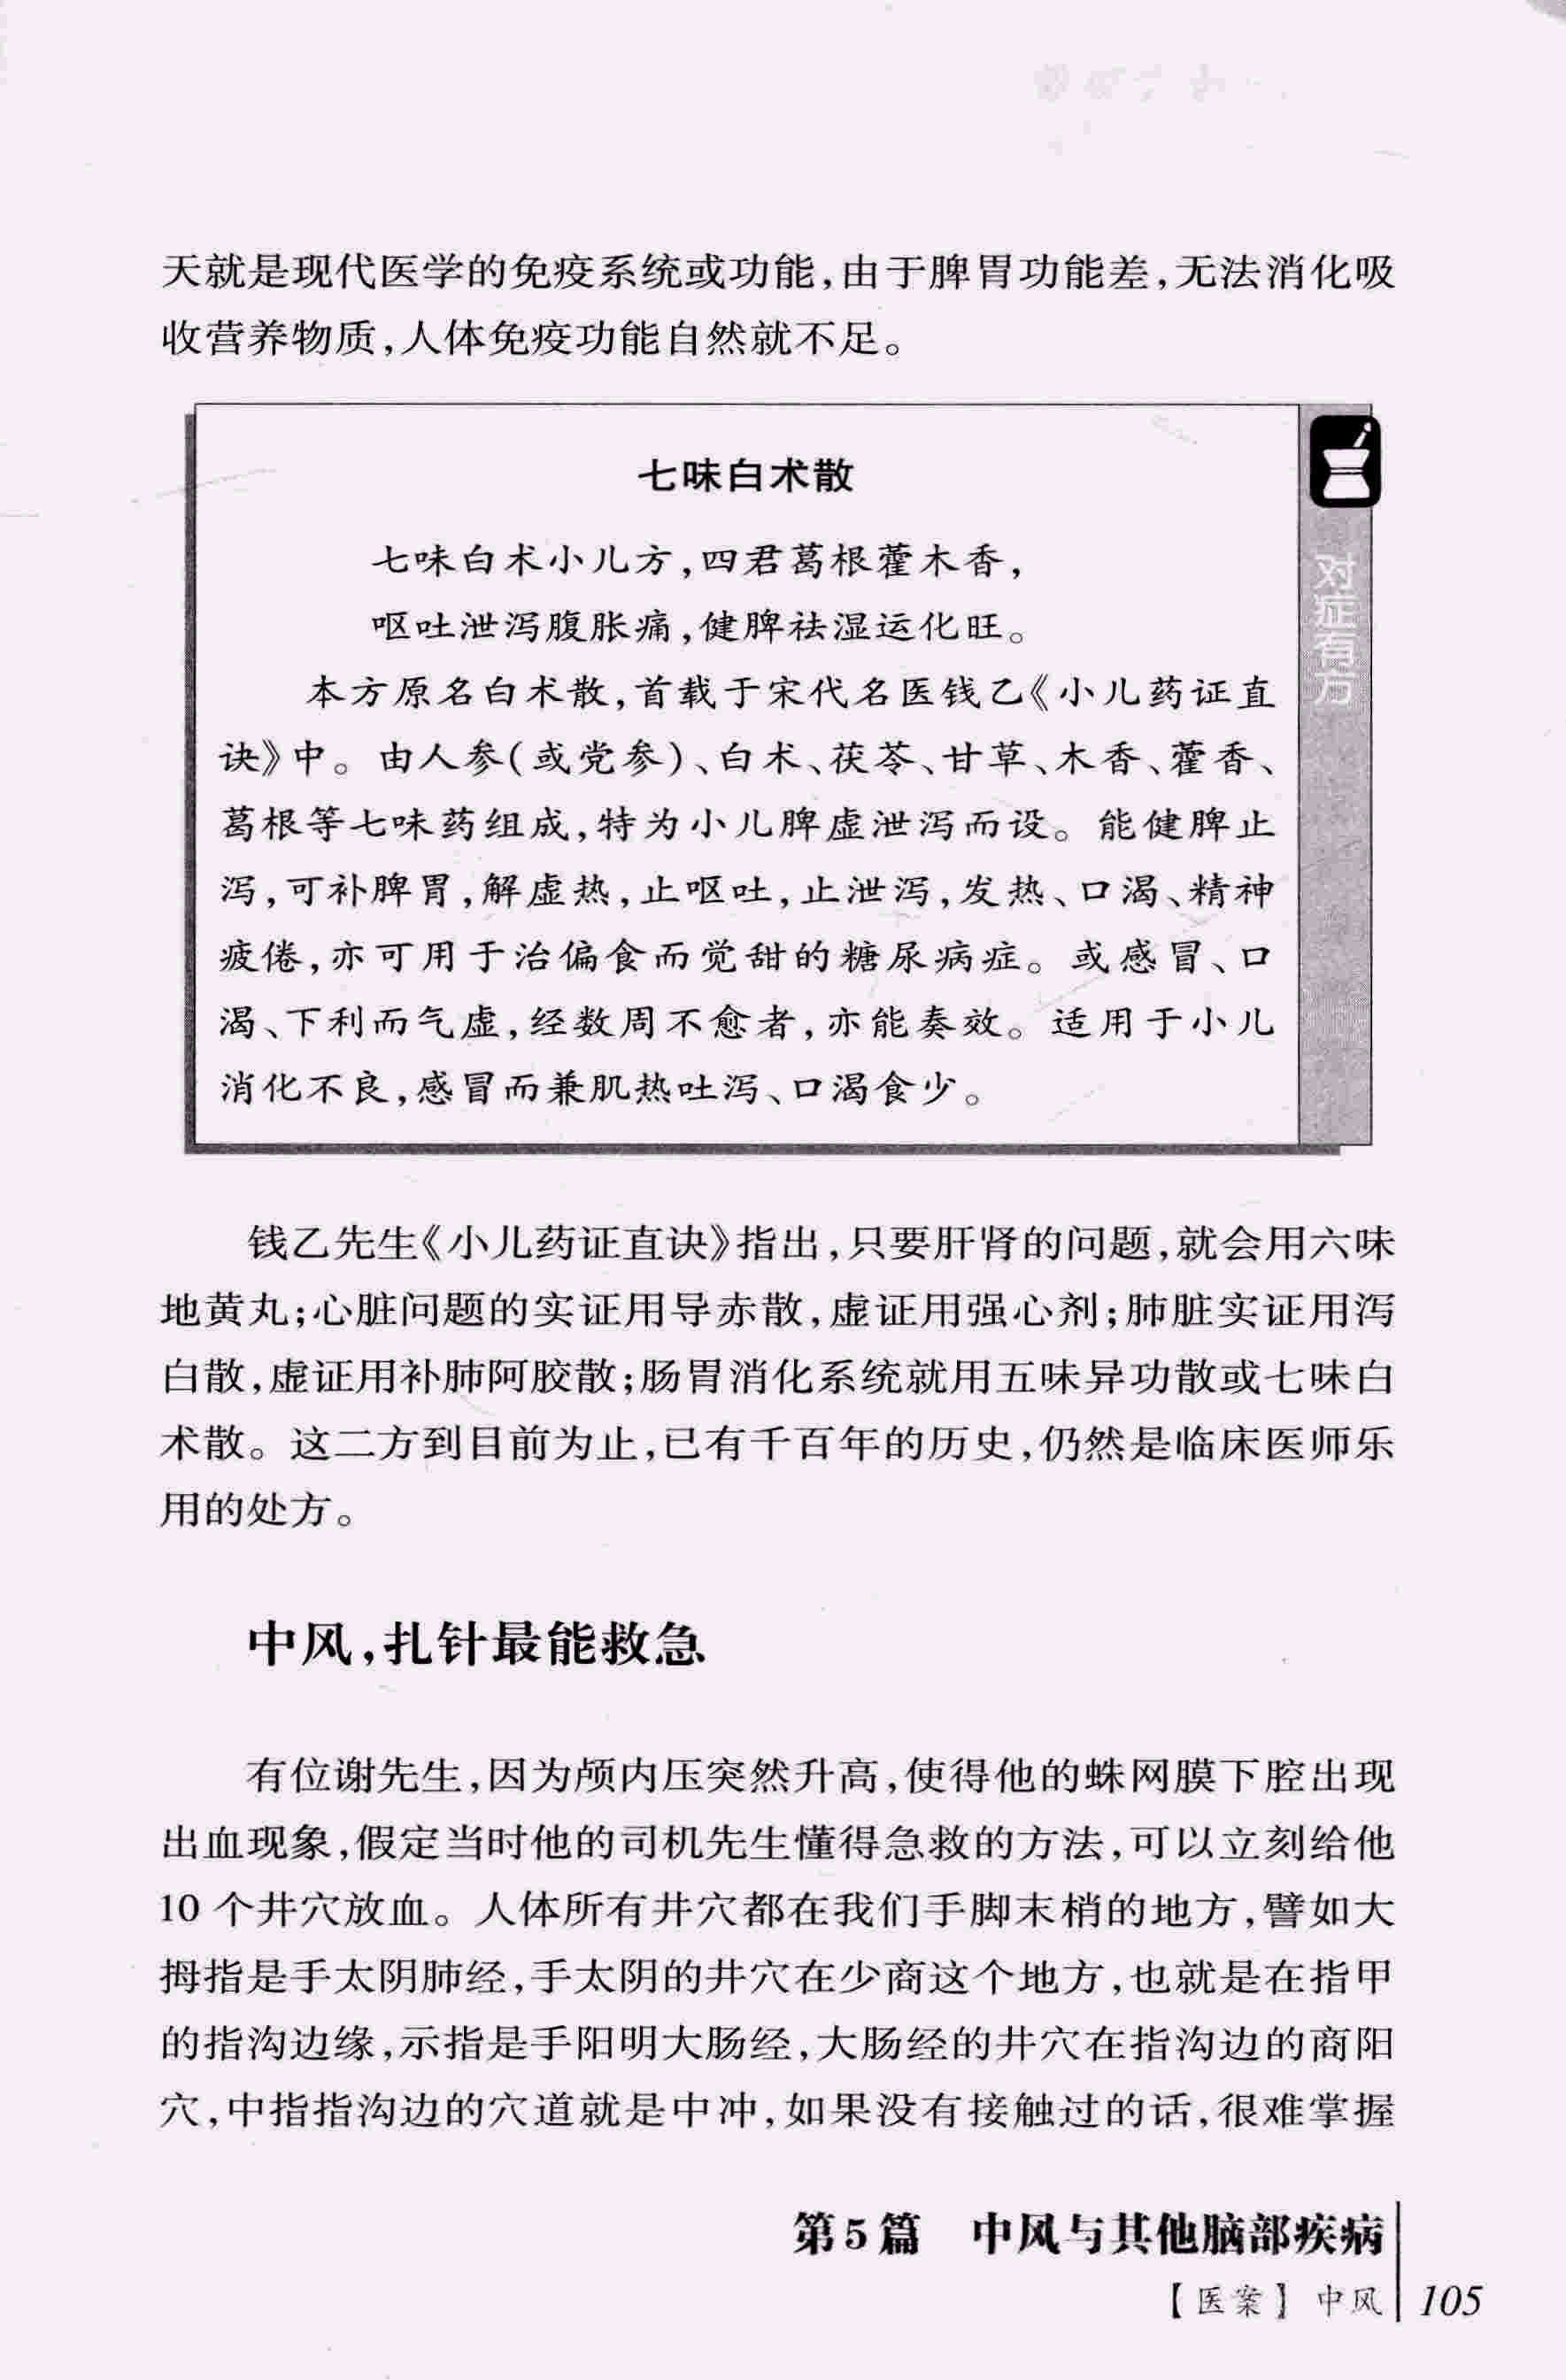 天就是现代医学的免疫系统或功能,由于脾胃功能差,无法消化吸
收营养物质,人体免疫功能自然就不足。
七味白术散
七味白术小儿方,四君葛根藿木香,
呕吐泄泻腹胀痛,健脾祛湿运化旺。
本方原名白术散,首载于宋代名医钱乙《小儿药证直
诀》中。由人参(或党参)、白术、茯苓、甘草、木香、藿香、
葛根等七味药组成,特为小儿脾虚泄泻而设。能健脾止
泻,可补脾胃,解虚热,止呕吐,止泄泻,发热、口渴、精神
疲倦,亦可用于治偏食而觉甜的糖尿病症。或感冒、口
渴、下利而气虚,经数周不愈者,亦能奏效。适用于小儿
消化不良,感冒而兼肌热吐泻、口渴食少。
对症有方
钱乙先生《小儿药证直诀》指出,只要肝肾的问题,就会用六味
地黄丸;心脏问题的实证用导赤散,虚证用强心剂;肺脏实证用泻
白散,虚证用补肺阿胶散;肠胃消化系统就用五味异功散或七味白
术散。这二方到目前为止,已有千百年的历史,仍然是临床医师乐
用的处方。
中风,扎针最能救急
有位谢先生,因为颅内压突然升高,使得他的蛛网膜下腔出现
出血现象,假定当时他的司机先生懂得急救的方法,可以立刻给他
10 个井穴放血。人体所有井穴都在我们手脚末梢的地方,譬如大
拇指是手太阴肺经,手太阴的井穴在少商这个地方,也就是在指甲
的指沟边缘,示指是手阳明大肠经,大肠经的井穴在指沟边的商阳
穴,中指指沟边的穴道就是中冲,如果没有接触过的话,很难掌握
第5篇 中风与其他脑部疾病
【医案】中风 105